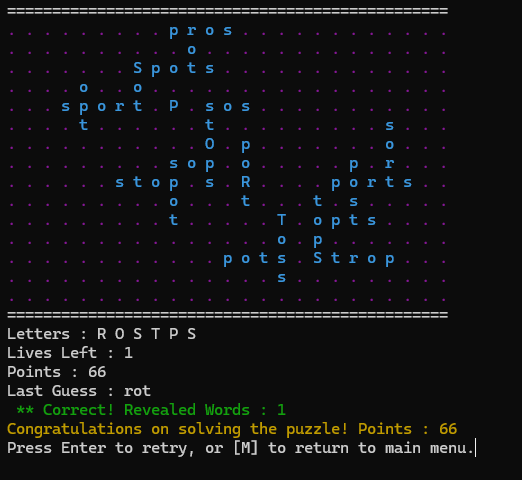 =================================================
. . . . . . . . . p r o s . . . . . . . . . . . .
. . . . . . . . . . o . . . . . . . . . . . . . .
. . . . . . . S p o t s . . . . . . . . . . . . .
. . . . o . . o . . . . . . . . . . . . . . . . .
. . . s p o r t . P . s o s . . . . . . . . . . .
. . . . t . . . . . . t . . . . . . . . . s . . .
. . . . . . . . . . . O . p . . . . . . . o . . .
. . . . . . . . . s o p . o . . . . . p . r . . .
. . . . . . s t o p . s . R . . . . p o r t s . .
. . . . . . . . . o . . . t . . . t . s . . . . .
. . . . . . . . . t . . . . . T . o p t s . . . .
. . . . . . . . . . . . . . . o . p . . . . . . .
. . . . . . . . . . . . p o t s . S t r o p . . .
. . . . . . . . . . . . . . . s . . . . . . . . .
. . . . . . . . . . . . . . . . . . . . . . . . .
=================================================
Letters : R O S T P S
Lives Left : 1
Points : 66
Last Guess : rot
** Correct! Revealed Words : 1
Congratulations on solving the puzzle! Points : 66
Press Enter to retry, or [M] to return to main menu.